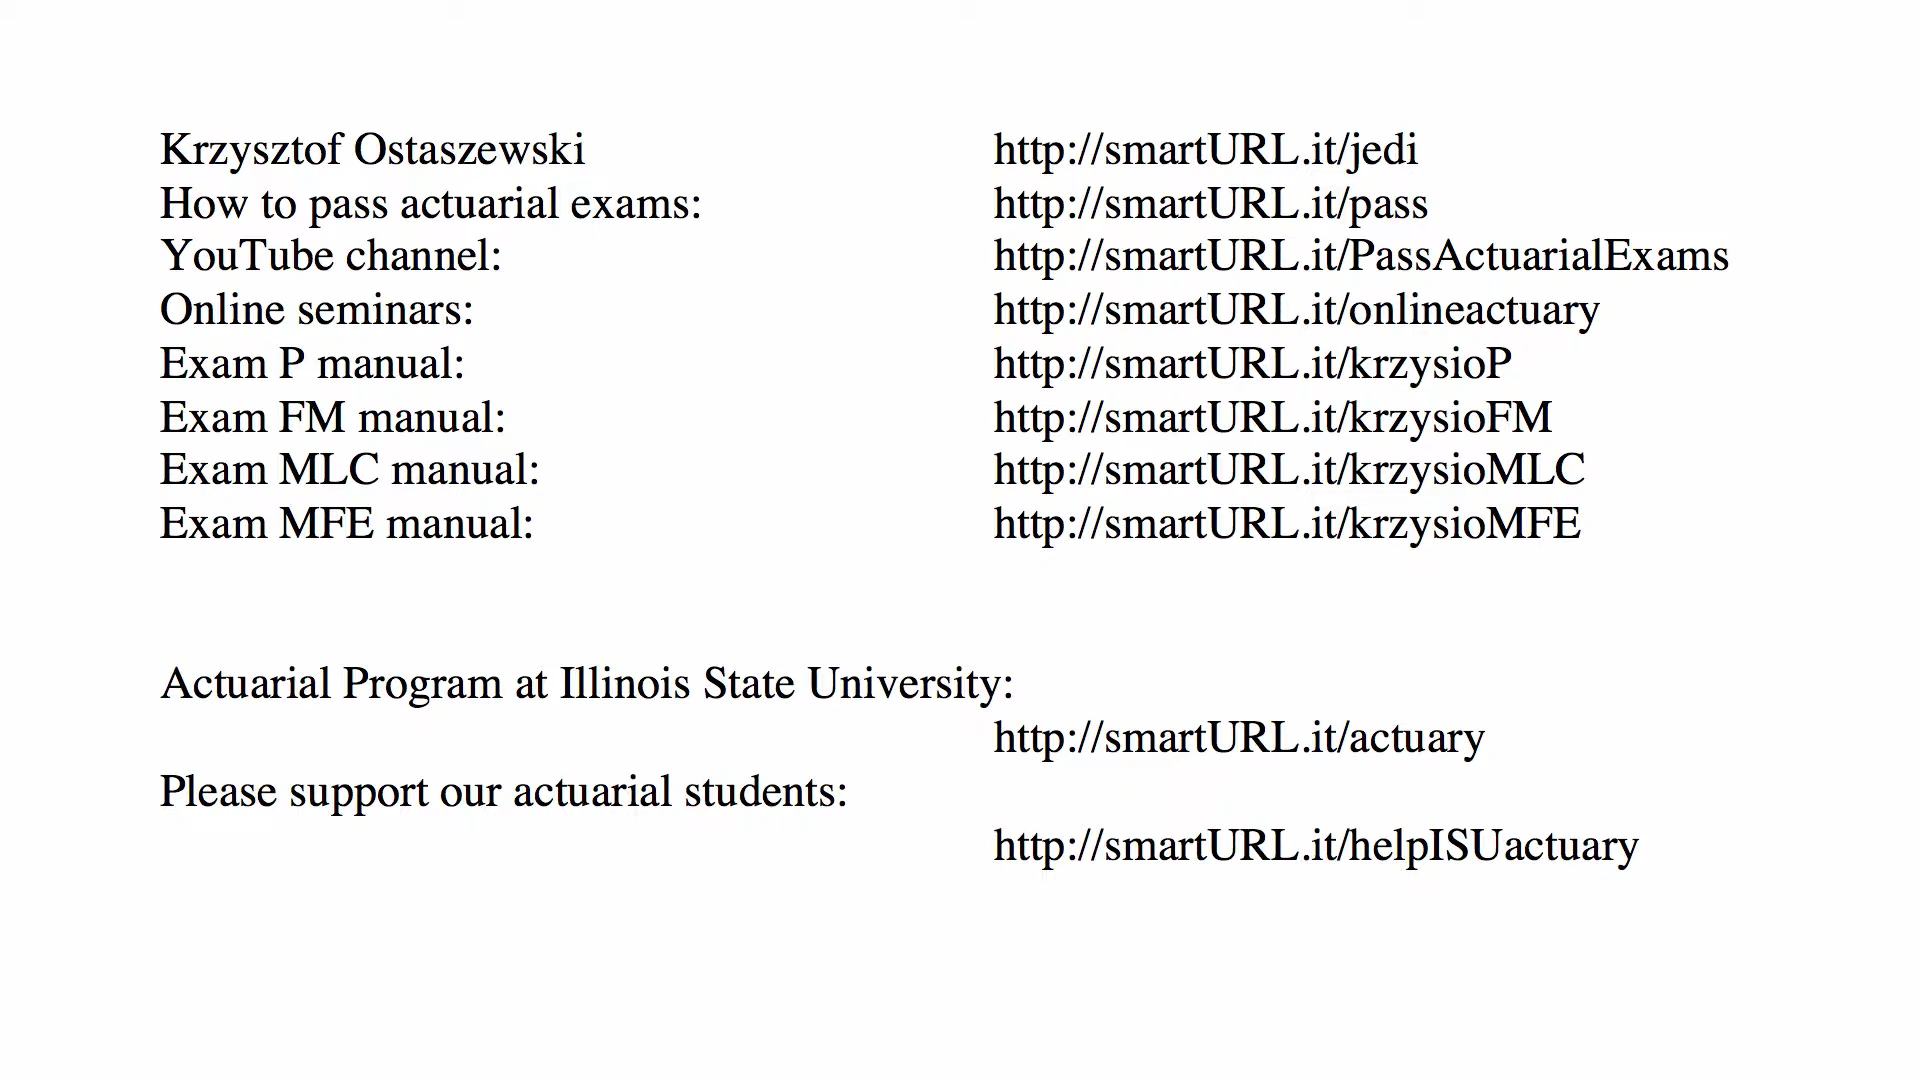 Krzysztof Ostaszewski http://smartURL.it/jedi
How to pass actuarial exams: http://smartURL.it/pass
YouTube channel: http://smartURL.it/PassActuarialExams
Online seminars: http://smartURL.it/onlineactuary
Exam P manual: http://smartURL.it/krzysioP
Exam FM manual: http://smartURL.it/krzysioFM
Exam MLC manual: http://smartURL.it/krzysioMLC
Exam MFE manual: http://smartURL.it/krzysioMFE
Actuarial Program at Illinois State University:
http://smartURL.it/actuary
Please support our actuarial students:
http://smartURL.it/helpISUactuary